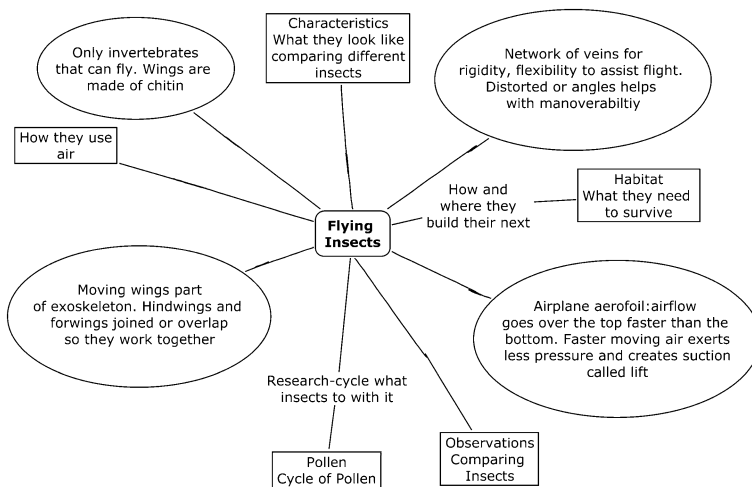 Characteristics
What they look like
comparing different
insects
Only invertebrates
that can fly. Wings are
made of chitin
Network of veins for
rigidity, flexibility to assist flight.
Distorted or angles helps
with manoverabiltiy
How they use
air
How and
where they
build their next
Habitat
What they need
to survive
Flying
Insects
Moving wings part
of exoskeleton. Hindwings and
forwings joined or overlap
so they work together
Airplane aerofoil:airflow
goes over the top faster than the
bottom. Faster moving air exerts
less pressure and creates suction
called lift
Research-cycle what
insects to with it
Observations
Comparing
Insects
Pollen
Cycle of Pollen